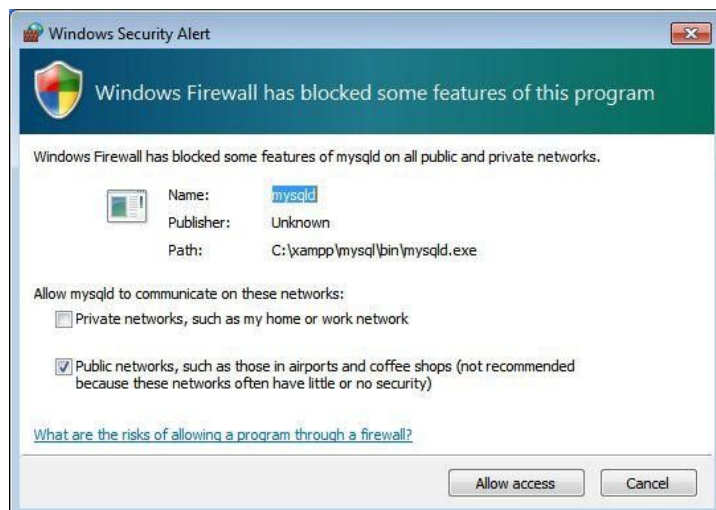 Windows Security Alert
Windows Firewall has blocked some features of this program
Windows Firewall has blocked some features of mysqld on all public and private networks.
Name: mysqld
Publisher: Unknown
Path: C:\xampp\mysql\bin\mysqld.exe
Allow mysqld to communicate on these networks:
Private networks, such as my home or work network
Public networks, such as those in airports and coffee shops (not recommended
because these networks often have little or no security)
What are the risks of allowing a program through a firewall?
Allow access Cancel